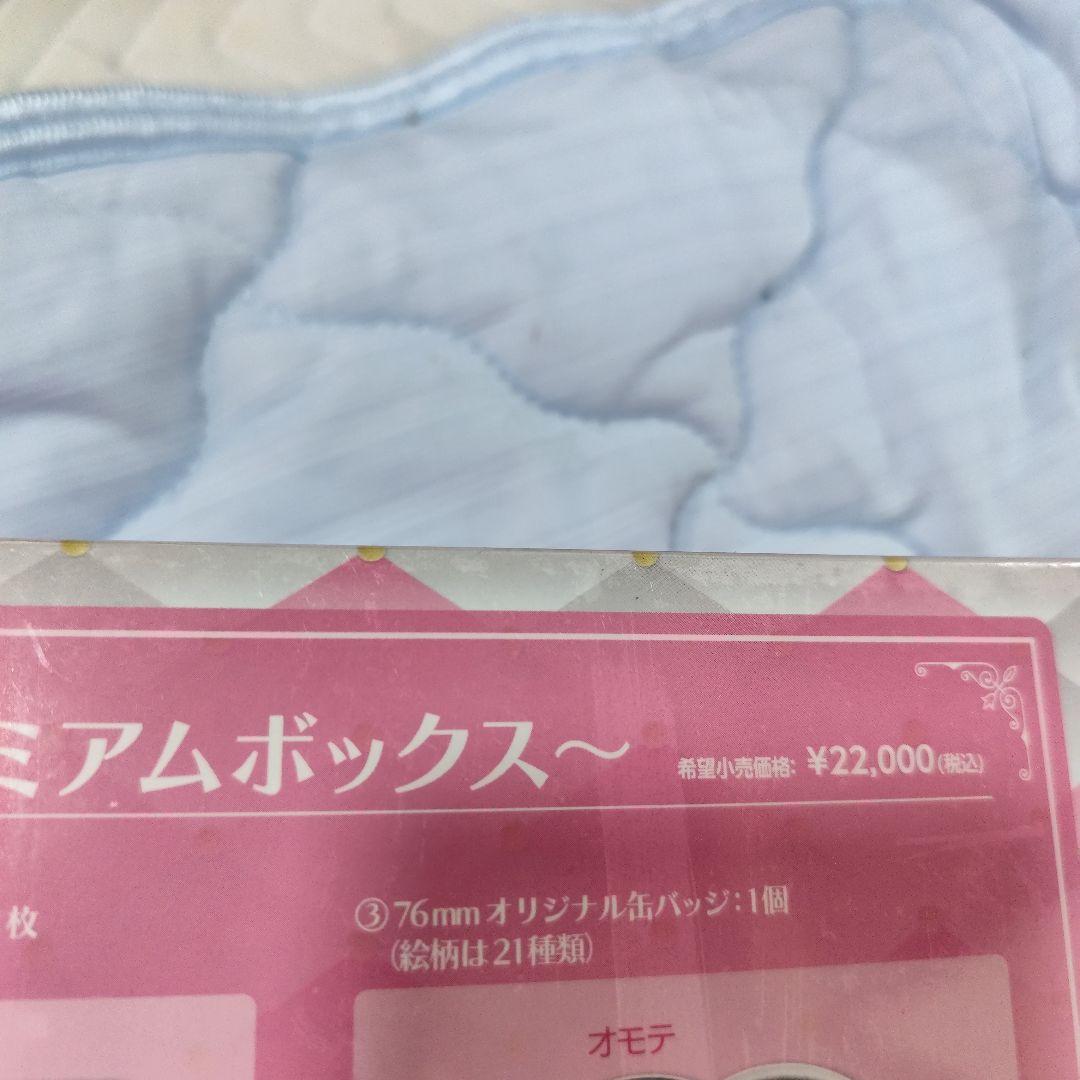 ミアムボックス～
希望小売価格: ¥22,000(税込)
枚
③76mmオリジナル缶バッジ:1個
(絵柄は21種類)
オモテ